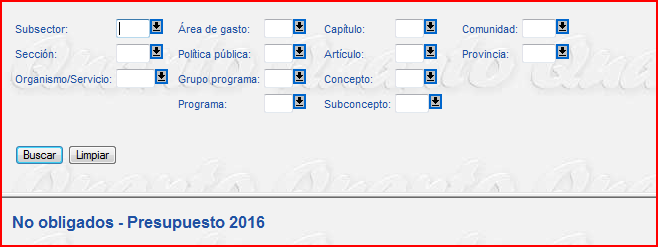 Subsector: Área de gasto: Capítulo: Comunidad:
Sección: Política pública: Artículo: Provincia:
Organismo/Servicio: Grupo programa: Concepto:
Programa: Subconcepto:
Buscar Limpiar
No obligados - Presupuesto 2016